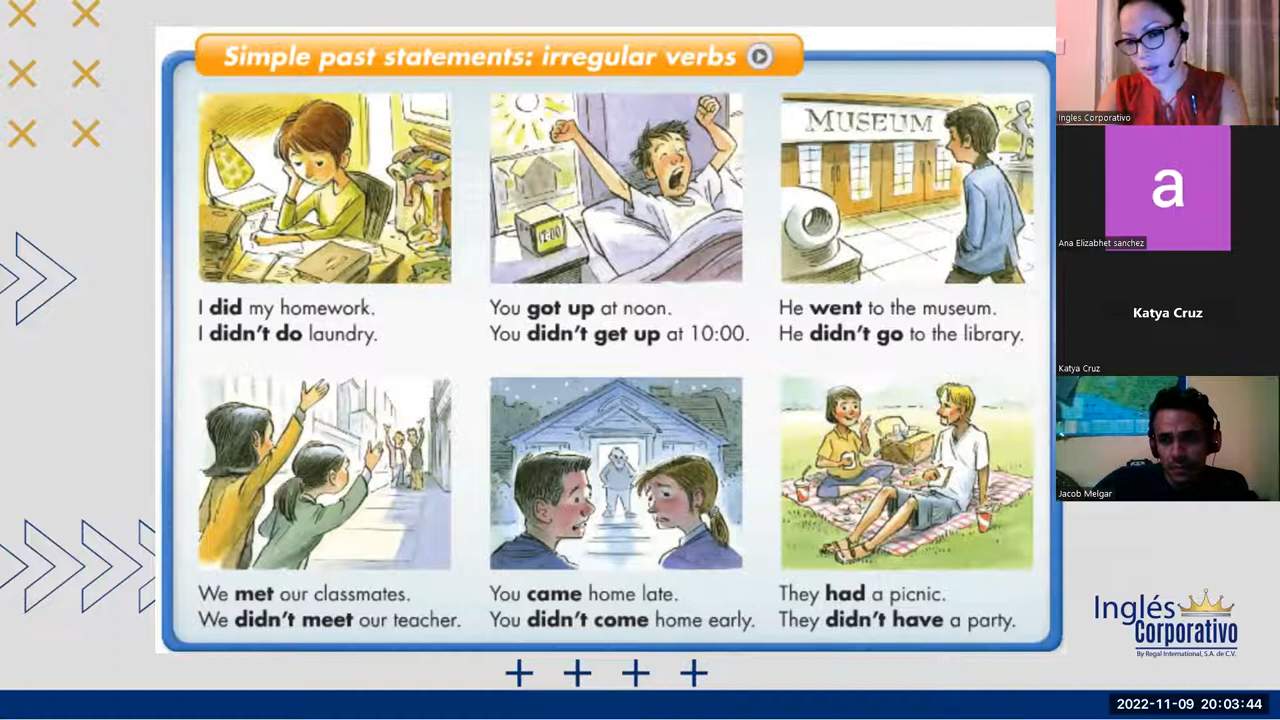 Simple past statements: irregular verbs
MUSEUM
12:00
I did my homework.
I didn't do laundry.
You got up at noon.
You didn't get up at 10:00.
He went to the museum.
He didn't go to the library.
We met our classmates.
We didn't meet our teacher.
You came home late.
You didn't come home early.
They had a picnic.
They didn't have a party.
Ingles Corporativo
a
Ana Elizabhet sanchez
Katya Cruz
Katya Cruz
Jacob Melgar
Inglés
Corporativo
By Regal International, S.A. de C.V.
2022-11-09 20:03:44